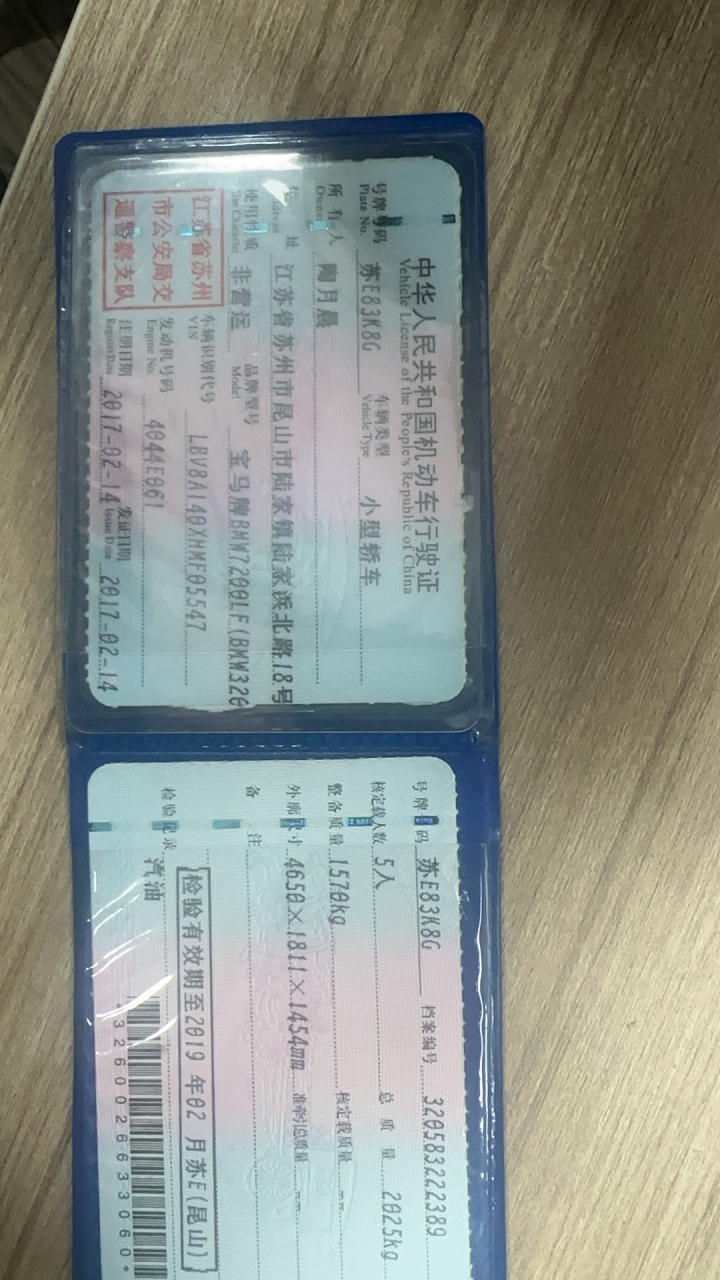 中华人民共和国机动车行驶证
Vehicle License of the People's Republic of China
号牌号码 苏E83K8G 车辆类型 小型轿车
Plate No. Vehicle Type
所有人 陶月晨
Owner
住址 江苏省苏州市昆山市陆家镇陆家浜北路18号
Address
使用性质 非营运 品牌型号 宝马牌BMW7200LF(BMW320
Use Character Model
江苏省苏州
市公安局交
通警察支队
车辆识别代号 LBV8A140XHMF05547
VIN
发动机号码 4044E061
Engine No.
注册日期 2017-02-14 发证日期 2017-02-14
Register Date Issue Date
号牌号码 苏E83K8G 档案编号 320583222389
核定载人数 5人 总质量 2025kg
整备质量 1570kg 核定载质量 --
外廓尺寸 4650×1811×1454mm 准牵引总质量 --
备注
检验有效期至2019年02月苏E(昆山)
检验记录
汽油
3260026633060*